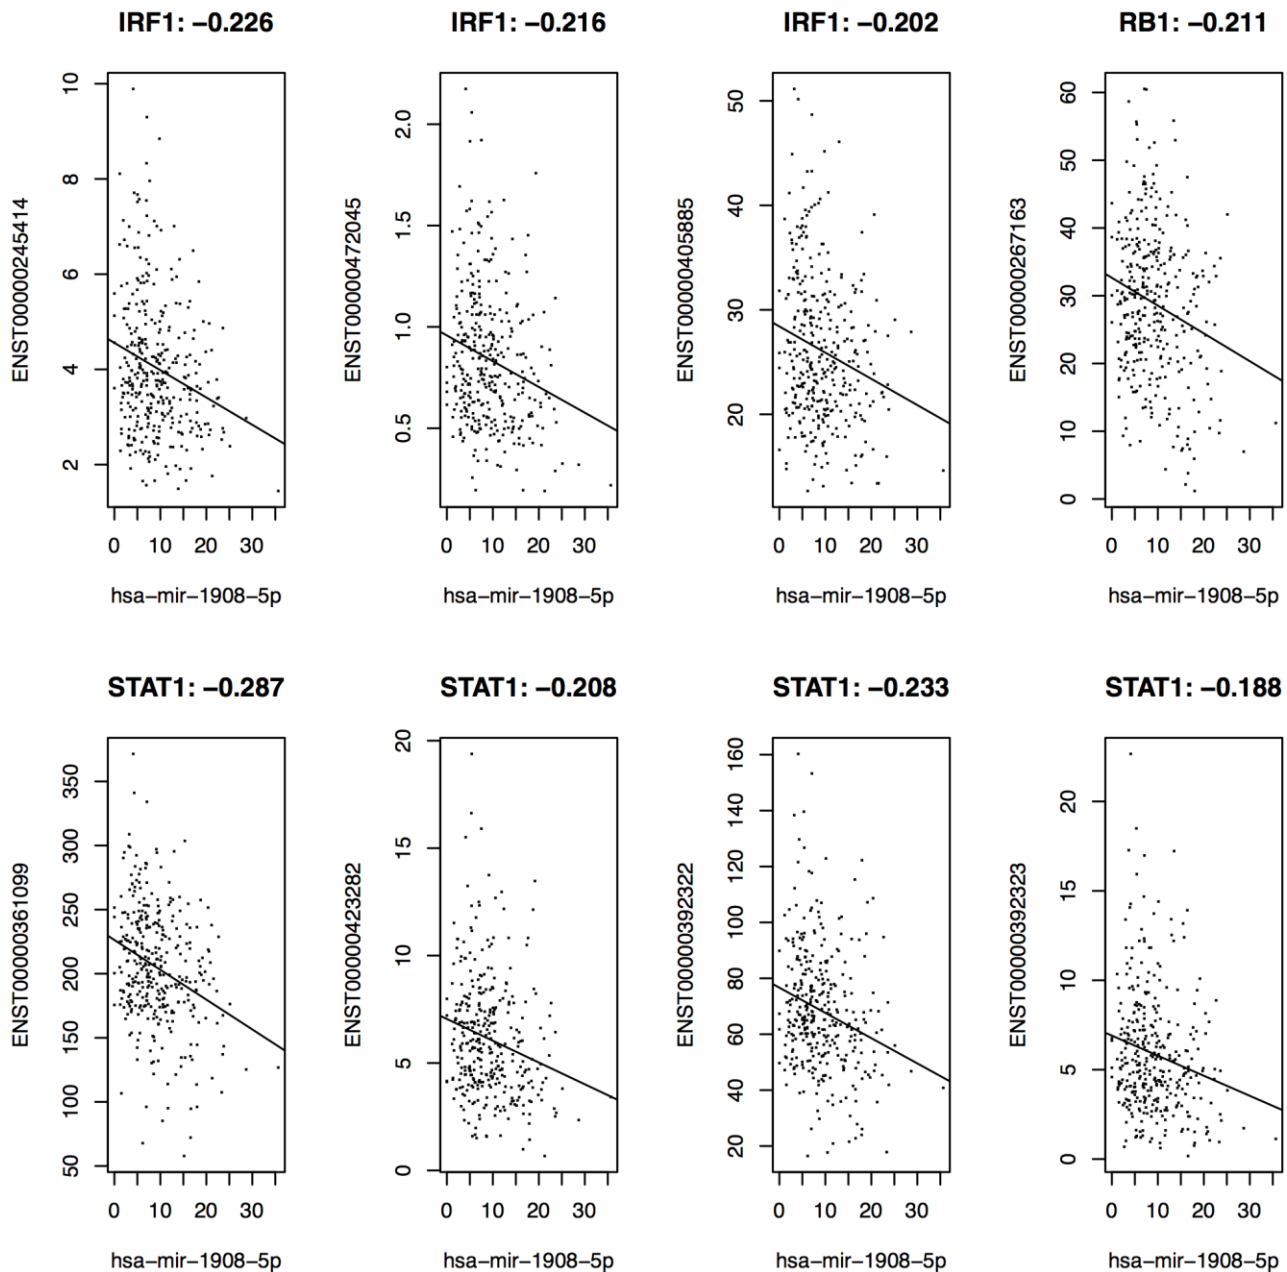 IRF1: −0.226
IRF1: −0.216
IRF1: −0.202
RB1: −0.211
ENST00000245414
10
8
6
4
2
0 10 20 30
hsa−mir−1908−5p
ENST00000472045
2.0
1.5
1.0
0.5
0 10 20 30
hsa−mir−1908−5p
ENST00000405885
50
40
30
20
0 10 20 30
hsa−mir−1908−5p
ENST00000267163
60
50
40
30
20
10
0
0 10 20 30
hsa−mir−1908−5p
STAT1: −0.287
STAT1: −0.208
STAT1: −0.233
STAT1: −0.188
ENST00000361099
350
300
250
200
150
100
50
0 10 20 30
hsa−mir−1908−5p
ENST00000423282
20
15
10
5
0
0 10 20 30
hsa−mir−1908−5p
ENST00000392322
160
140
120
100
80
60
40
20
0 10 20 30
hsa−mir−1908−5p
ENST00000392323
20
15
10
5
0
0 10 20 30
hsa−mir−1908−5p